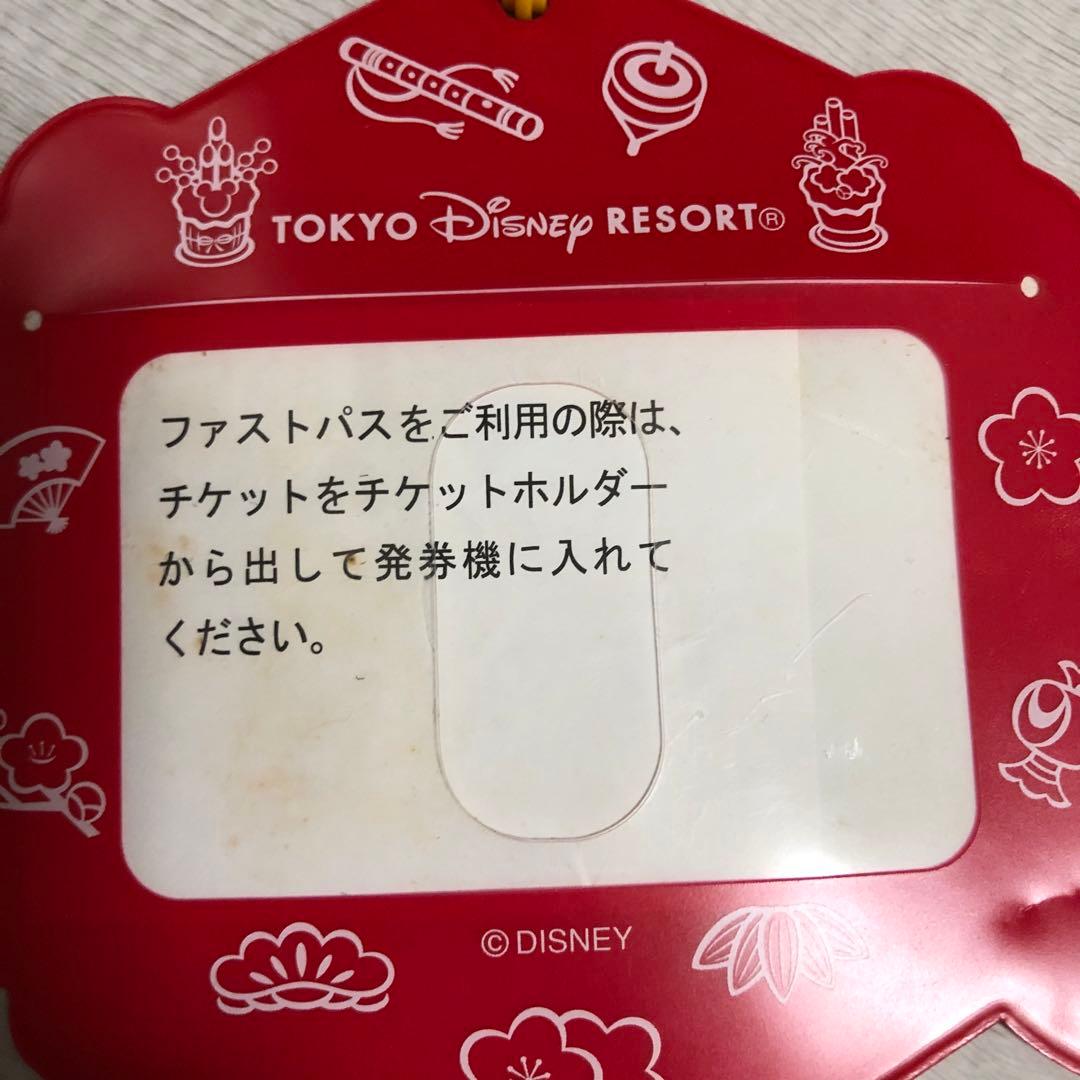 TOKYO Disney RESORT®
ファストパスをご利用の際は、
チケットをチケットホルダー
から出して発券機に入れて
ください。
© DISNEY